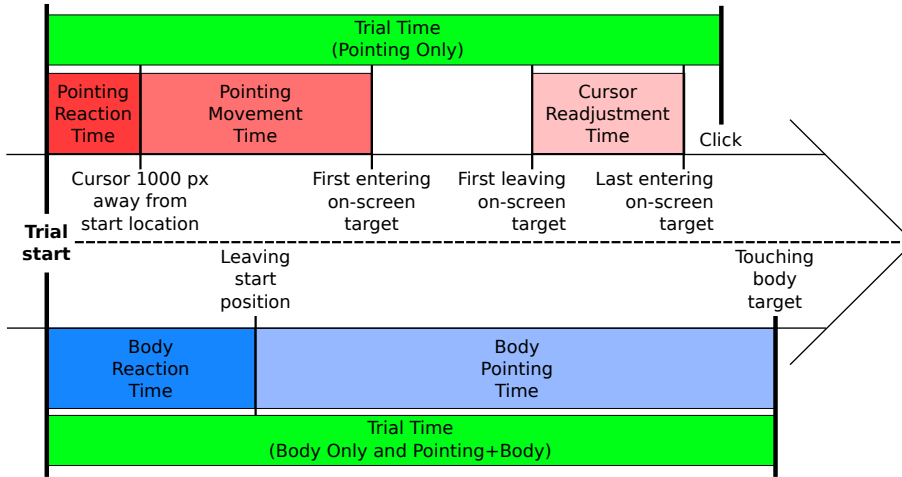 Trial Time
(Pointing Only)
Pointing
Reaction
Time
Pointing
Movement
Time
Cursor
Readjustment
Time
Click
Cursor 1000 px
away from
start location
First entering
on-screen
target
First leaving
on-screen
target
Last entering
on-screen
target
Trial
start
Leaving
start
position
Touching
body
target
Body
Reaction
Time
Body
Pointing
Time
Trial Time
(Body Only and Pointing+Body)